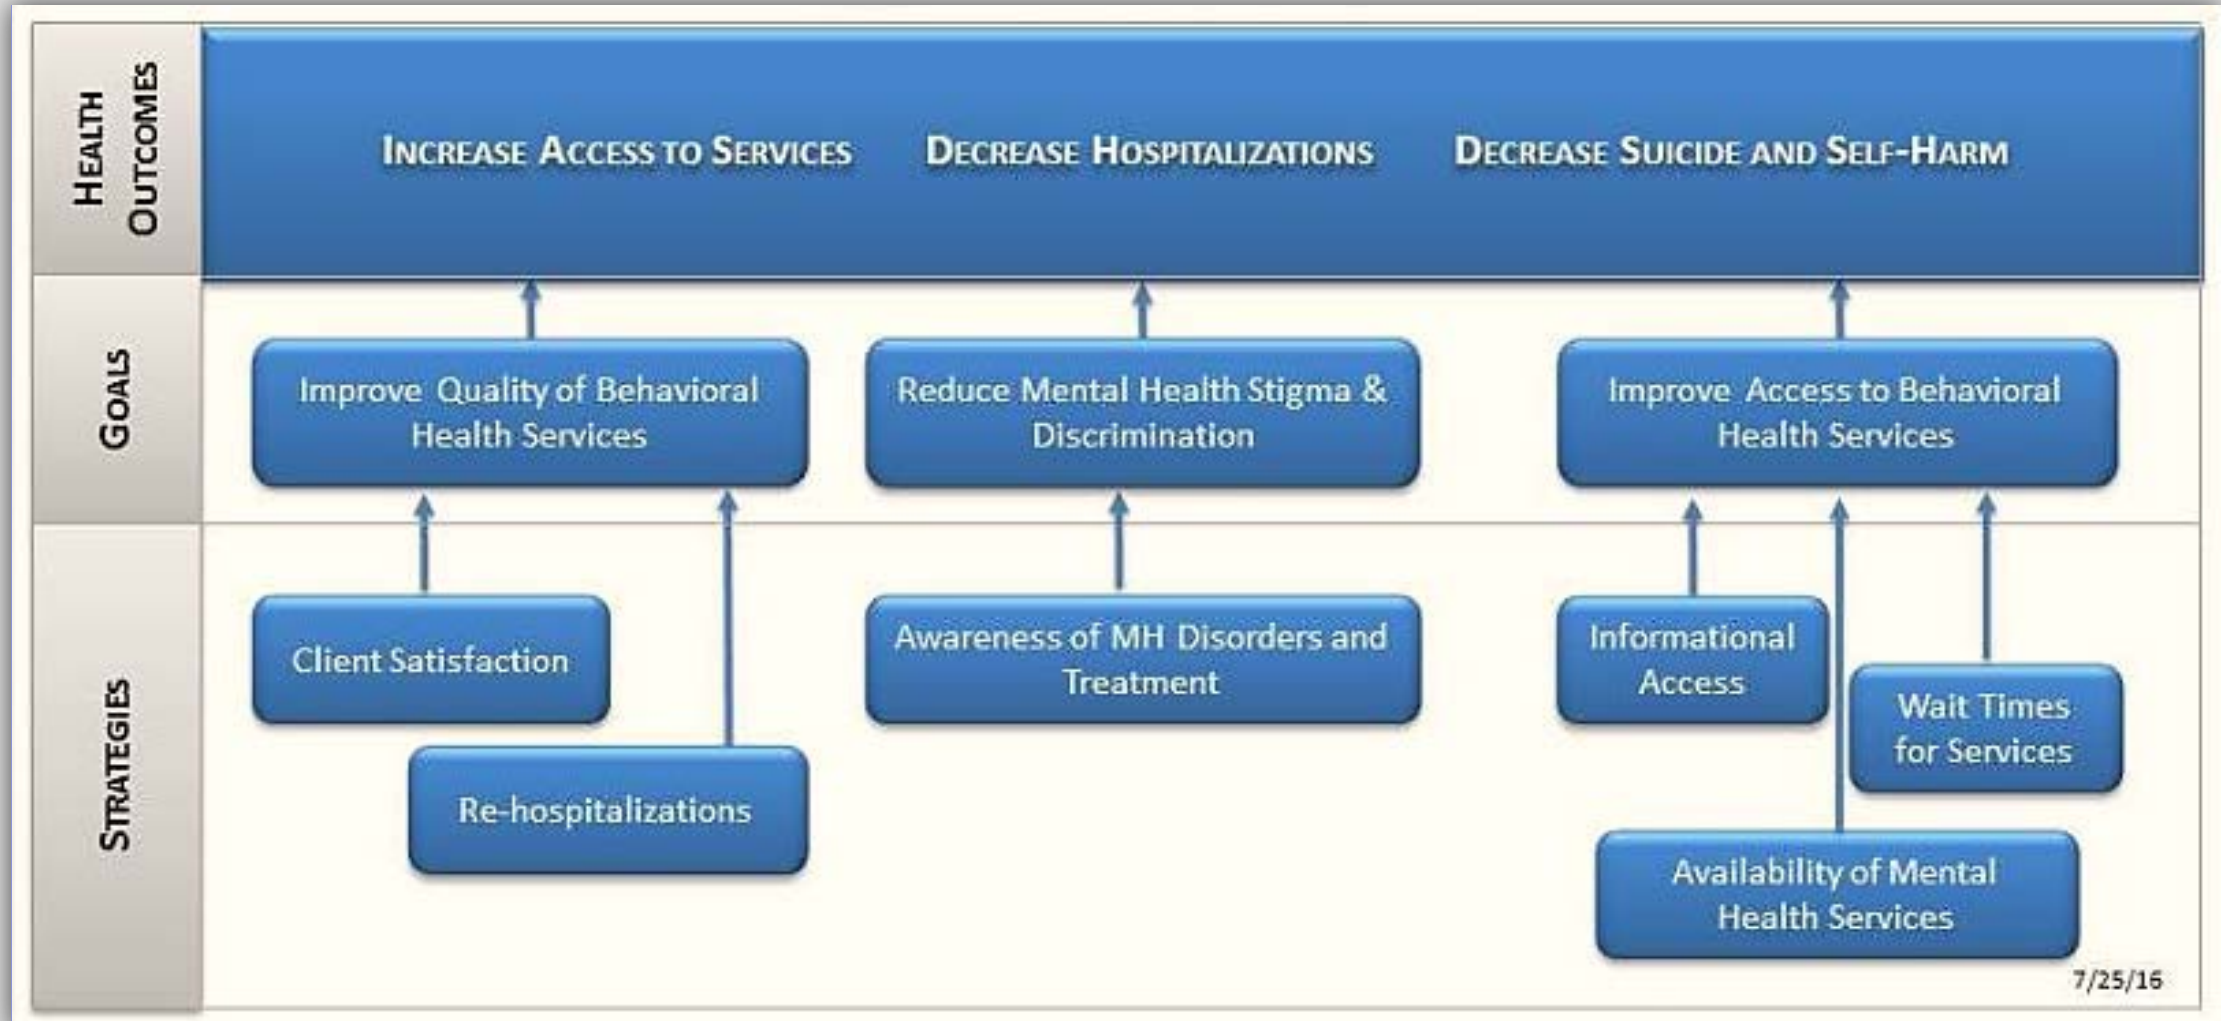 HEALTH
OUTCOMES
INCREASE ACCESS TO SERVICES
DECREASE HOSPITALIZATIONS
DECREASE SUICIDE AND SELF-HARM
GOALS
Improve Quality of Behavioral
Health Services
Reduce Mental Health Stigma &
Discrimination
Improve Access to Behavioral
Health Services
STRATEGIES
Client Satisfaction
Re-hospitalizations
Awareness of MH Disorders and
Treatment
Informational
Access
Wait Times
for Services
Availability of Mental
Health Services
7/25/16